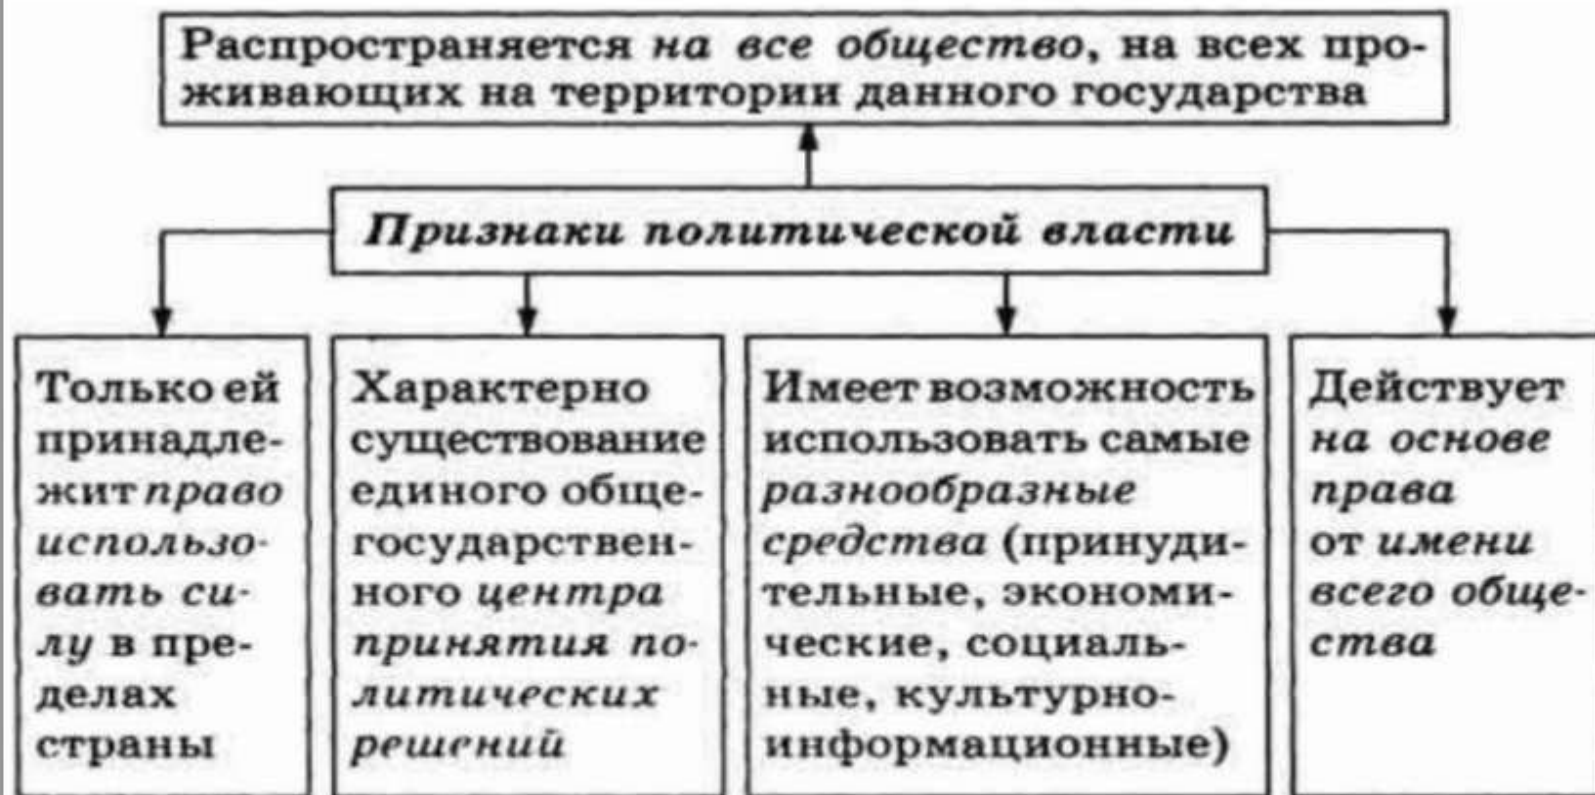 Распространяется на все общество, на всех про-
живающих на территории данного государства
Признаки политической власти
Только ей
принадле-
жит право
использо-
вать си-
лу в пре-
делах
страны
Характерно
существование
единого обще-
государствен-
ного центра
принятия по-
литических
решений
Имеет возможность
использовать самые
разнообразные
средства (принуди-
тельные, экономи-
ческие, социаль-
ные, культурно-
информационные)
Действует
на основе
права
от имени
всего обще-
ства